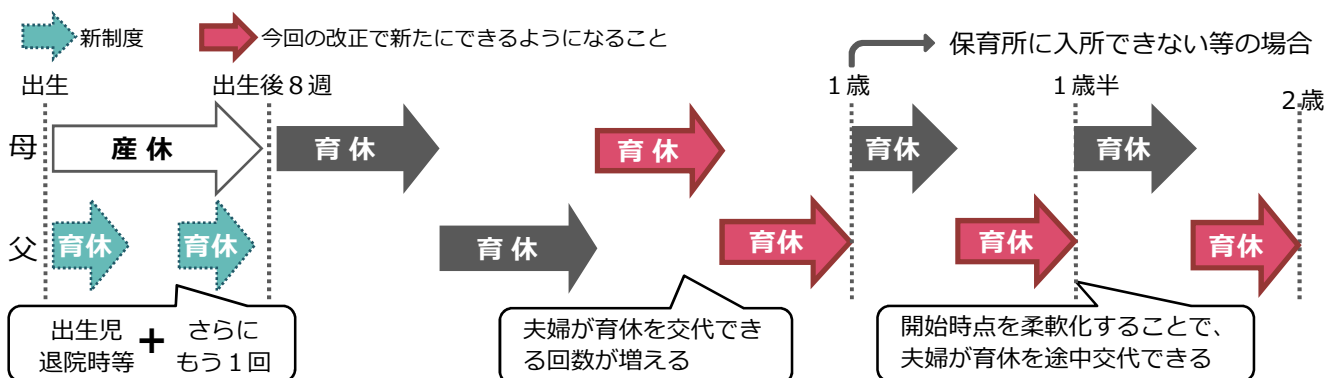 新制度
今回の改正で新たにできるようになること
保育所に入所できない等の場合
出生
出生後８週
１歳
１歳半
２歳
母
産 休
育 休
育 休
育休
育休
父
育休
育休
育 休
育休
育休
育休
出生児
退院時等
+
さらに
もう１回
夫婦が育休を交代でき
る回数が増える
開始時点を柔軟化することで、
夫婦が育休を途中交代できる